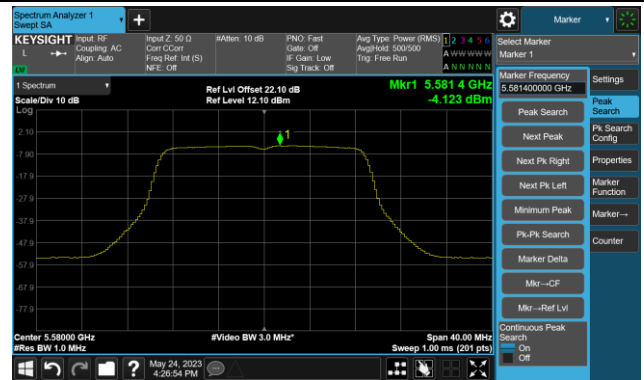 Spectrum Analyzer 1
Swept SA
+
Marker
KEYSIGHT
L
Input: RF
Coupling: AC
Align: Auto
Input Z: 50 Ω
Corr CCorr
Freq Ref: Int (S)
NFE: Off
#Atten: 10 dB
PNO: Fast
Gate: Off
IF Gain: Low
Sig Track: Off
Avg Type: Power (RMS)
Avg|Hold: 500/500
Trig: Free Run
1 2 3 4 5 6
A W W W W W
A N N N N N
Select Marker
Marker 1
1 Spectrum
Scale/Div 10 dB
Log
Ref Lvl Offset 22.10 dB
Ref Level 12.10 dBm
Mkr1 5.581 4 GHz
-4.123 dBm
1
2.10
-7.90
-17.9
-27.9
-37.9
-47.9
-57.9
-67.9
-77.9
Center 5.58000 GHz
#Res BW 1.0 MHz
#Video BW 3.0 MHz*
Span 40.00 MHz
Sweep 1.00 ms (201 pts)
Marker Frequency
5.581400000 GHz
Peak Search
Next Peak
Next Pk Right
Next Pk Left
Minimum Peak
Pk-Pk Search
Marker Delta
Mkr→CF
Mkr→Ref Lvl
Continuous Peak
Search
On
Off
Settings
Peak
Search
Pk Search
Config
Properties
Marker
Function
Marker→
Counter
?
May 24, 2023
4:26:54 PM